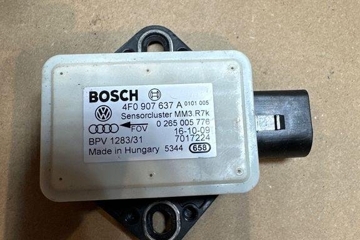 BOSCH
4F0 907 637 A 0101 005
Sensorcluster MM3.R7k
FOV 0 265 005 776
16-10-09
BPV 1283/31 7017224
Made in Hungary 5344 658